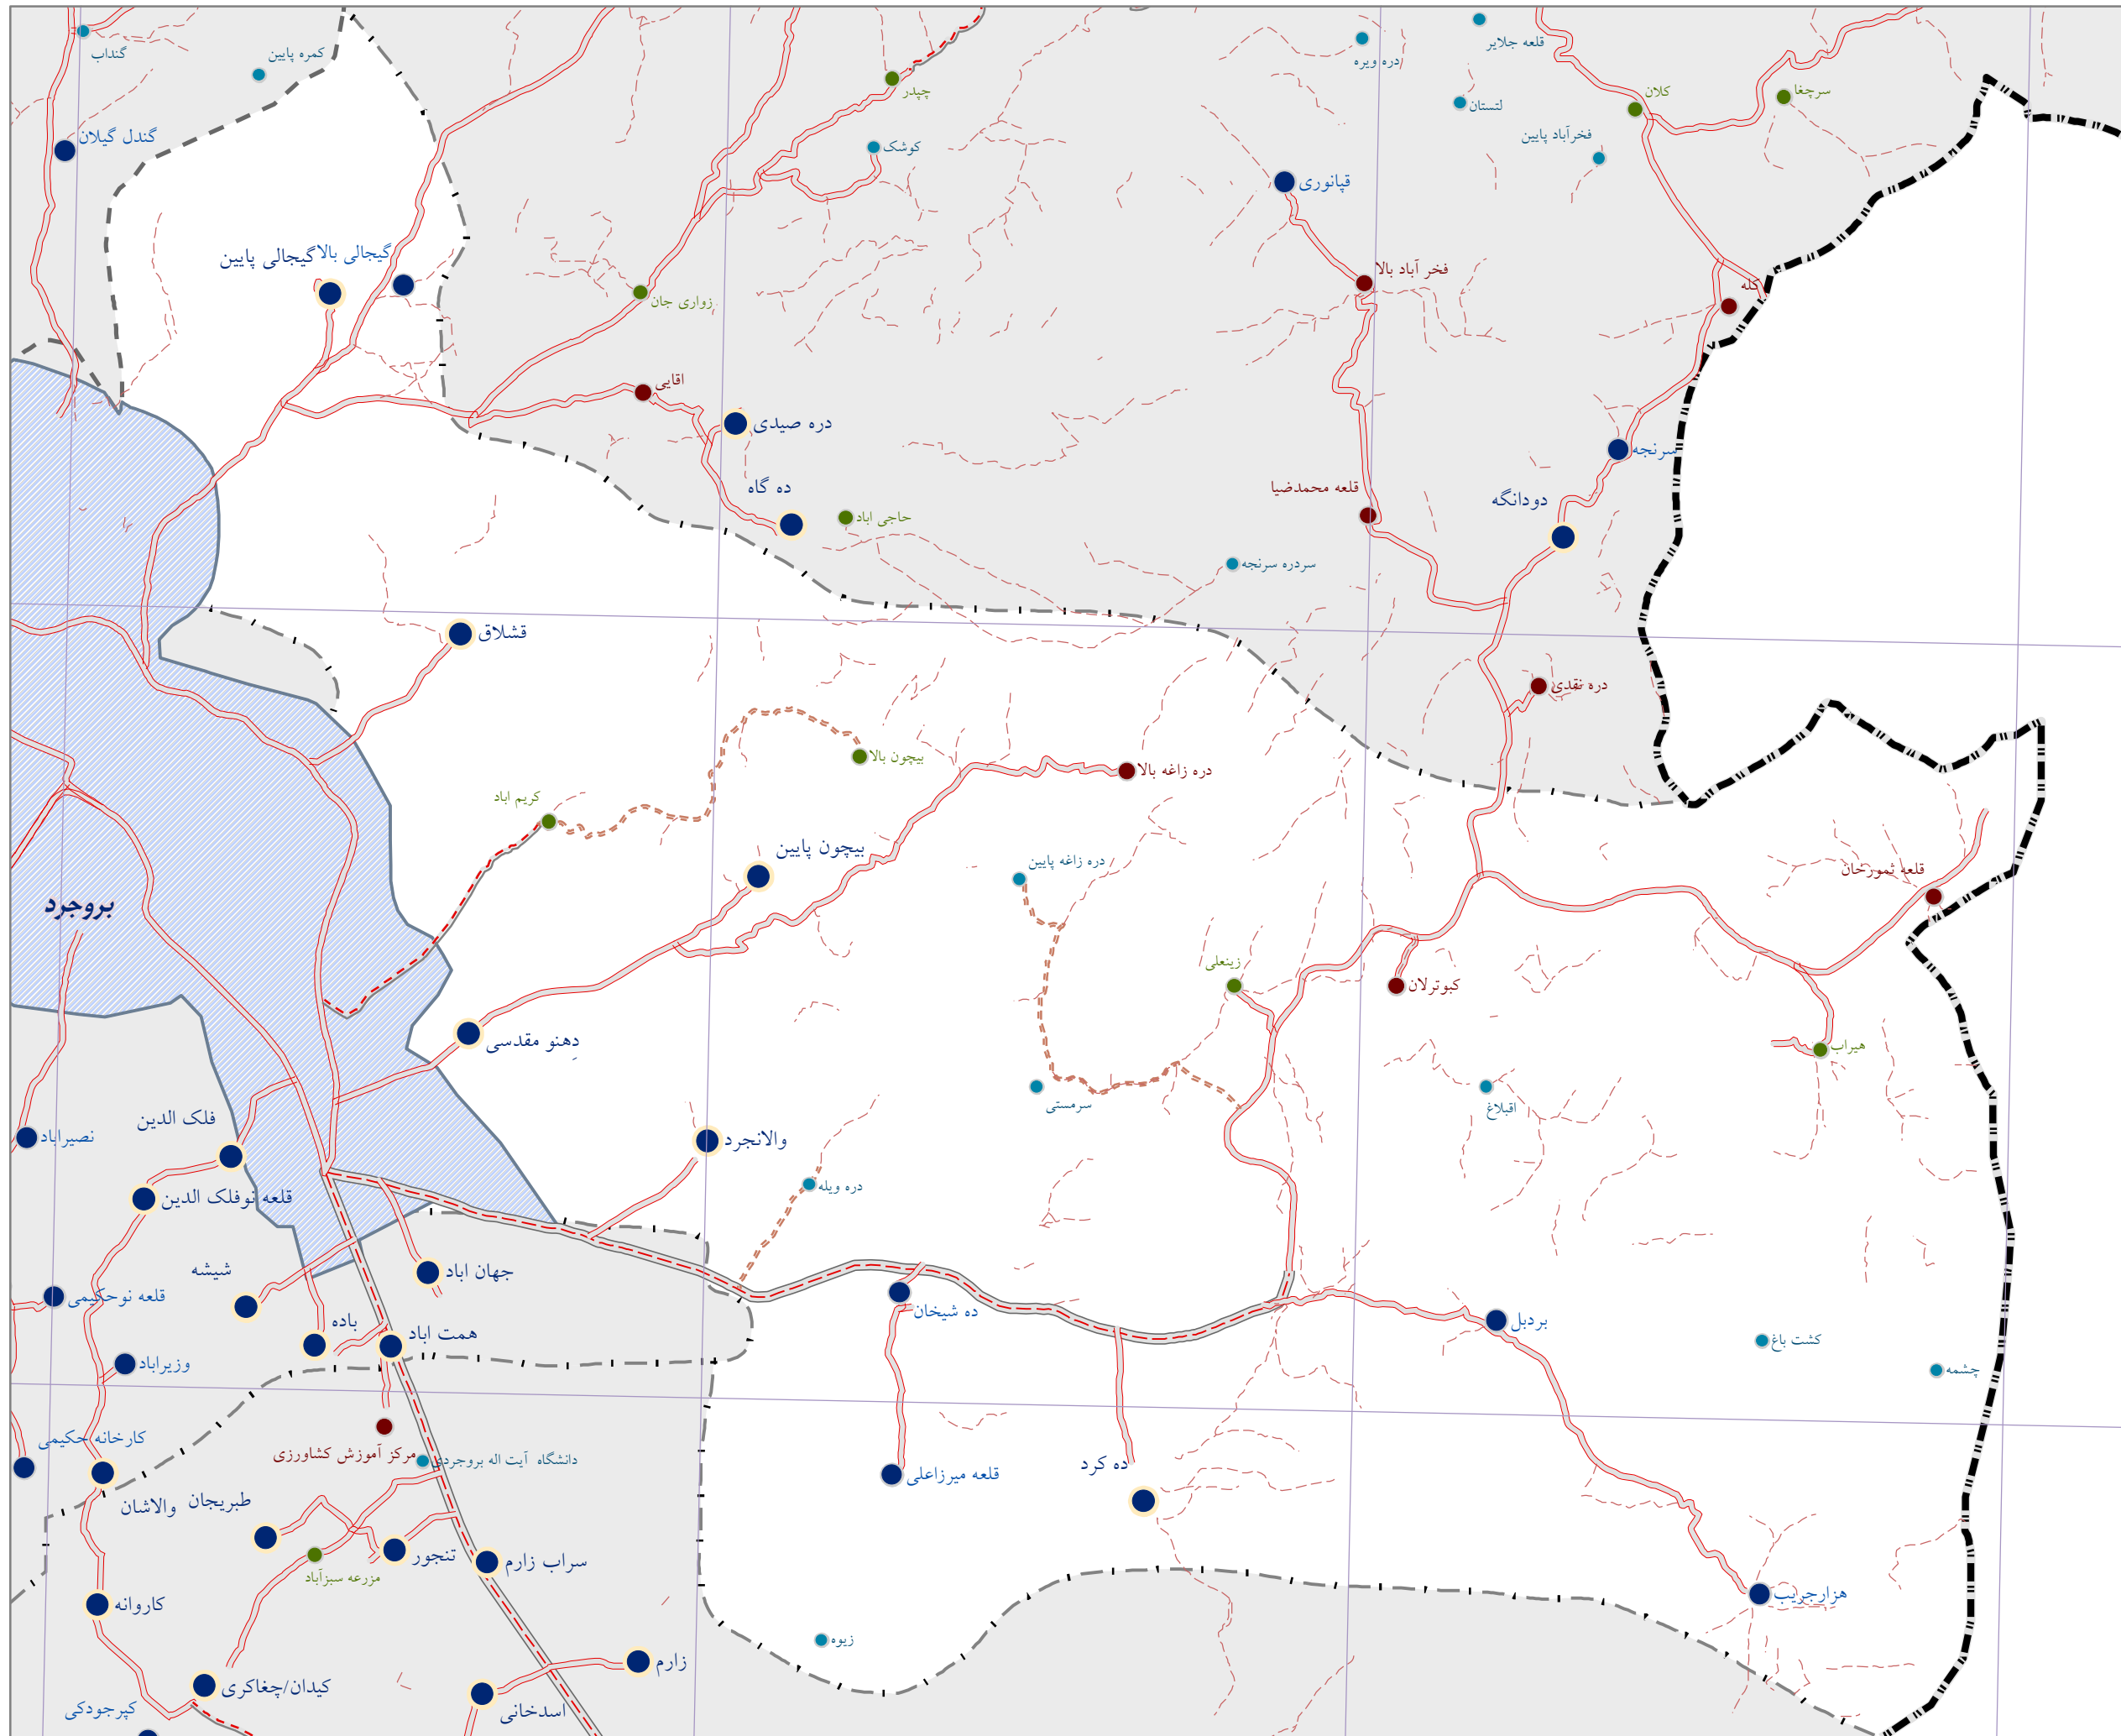 گنداب
کمره پایین
گندل گیلان
چپدر
کوشک
دره ویره
قلعه جلایر
لتستان
کلان
سرچغا
فخرآباد پایین
قپانوری
گیجالی بالا
گیجالی پایین
زواری جان
فخر آباد بالا
کله
اقایی
دره صیدی
سرنجه
ده گاه
حاجی اباد
قلعه محمدضیا
دودانگه
سردره سرنجه
قشلاق
دره نقدی
بیچون بالا
دره زاغه بالا
کریم اباد
بیچون پایین
دره زاغه پایین
قلعه تمورخان
بروجرد
زینعلی
کبوترلان
دِهنو مقدسی
هیراب
سرمستی
اقبلاغ
فلک الدین
نصیراباد
والانجرد
دره ویله
قلعه نوفلک الدین
شیشه
جهان اباد
قلعه نوحکیمی
ده شیخان
باده
همت اباد
بردبل
کشت باغ
وزیراباد
چشمه
کارخانه حکیمی
مرکز آموزش کشاورزی
دانشگاه آیت اله بروجردی
قلعه میرزاعلی
ده کرد
والاشان
طبریجان
تنجور
سراب زارم
مزرعه سبزآباد
کاروانه
هزارجریب
زیوه
زارم
کیدان/چغاکری
کپرجودکی
اسدخانی